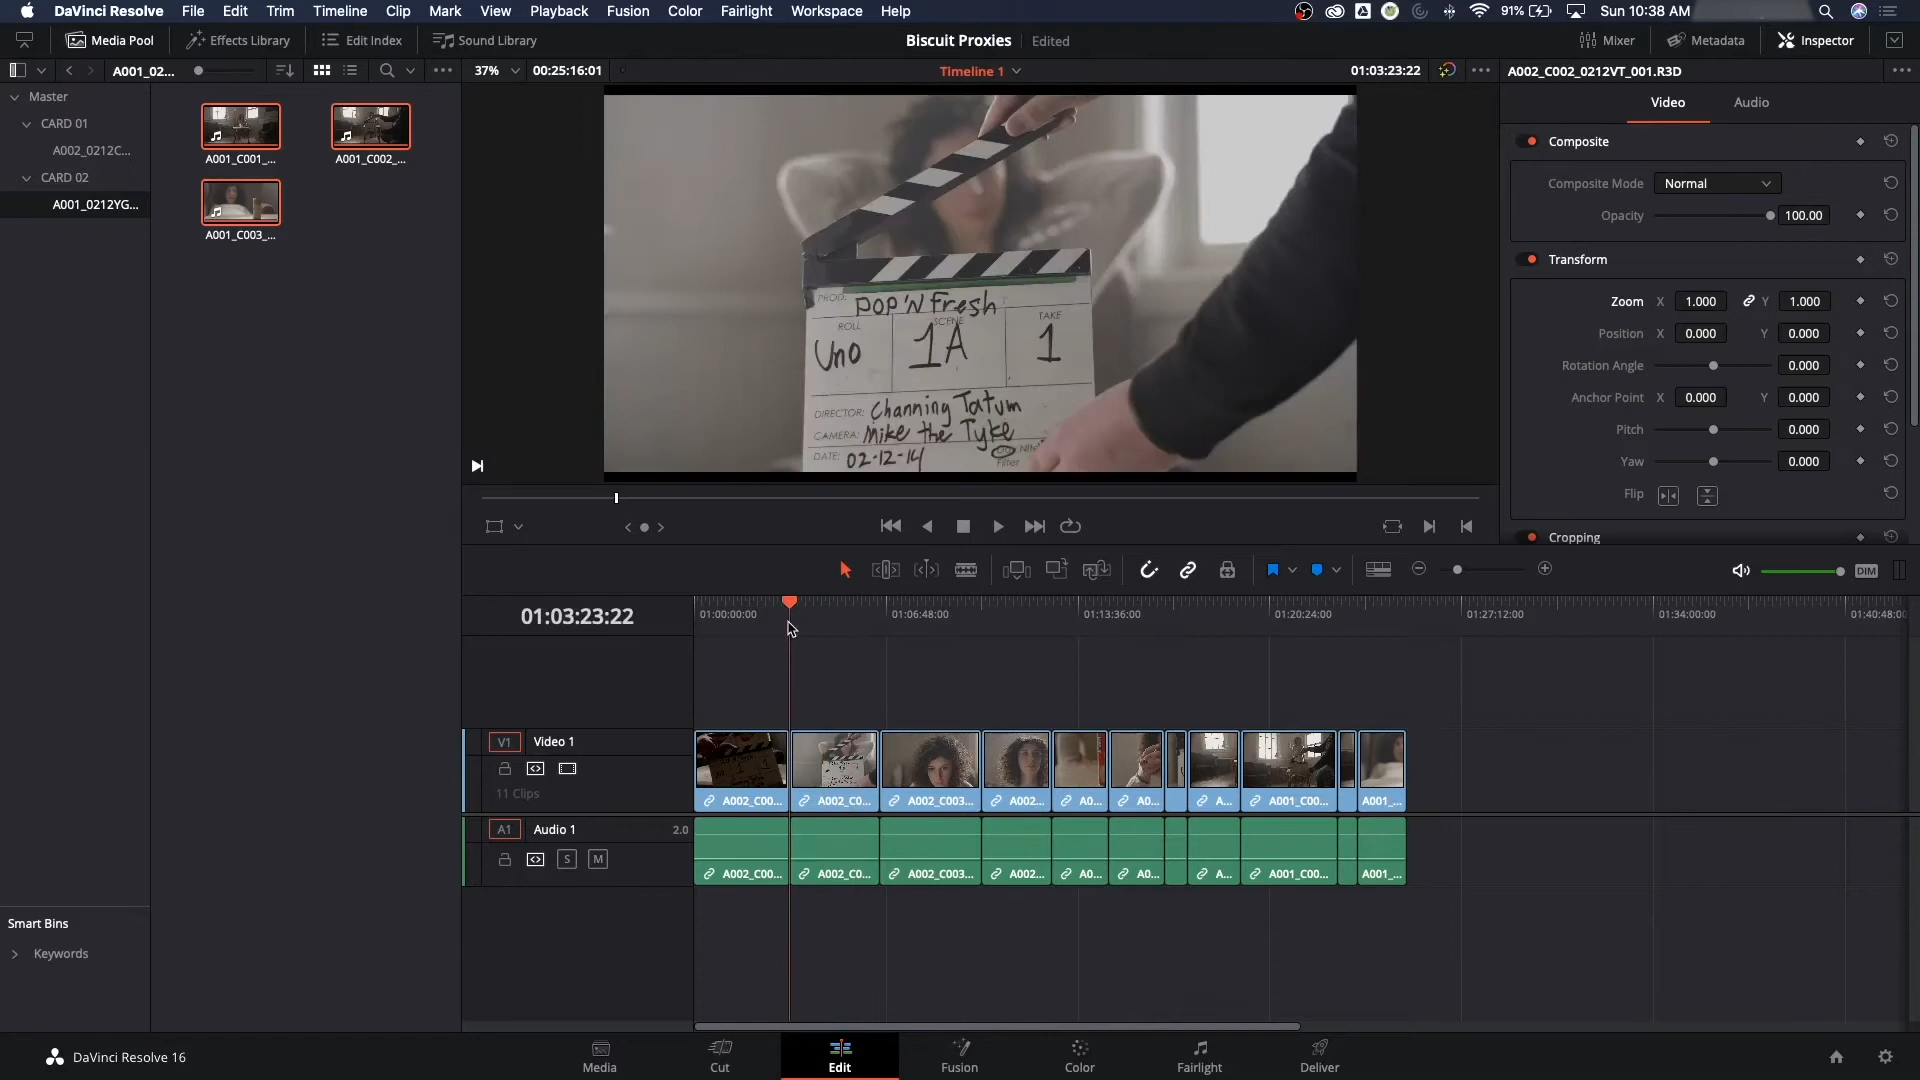 DaVinci Resolve File Edit Trim Timeline Clip Mark View Playback Fusion Color Fairlight Workspace Help 91% Sun 10:38 AM
Media Pool Effects Library Edit Index Sound Library Biscuit Proxies Edited Mixer Metadata Inspector
A001_02... 37% 00:25:16:01 Timeline 1 01:03:23:22 A002_C002_0212VT_001.R3D
Master
CARD 01
A002_0212C...
CARD 02
A001_0212YG...
Smart Bins
Keywords
A001_C001_... A001_C002_...
A001_C003_...
PROD. POP 'N Fresh
ROLL SCENE TAKE
Uno 1A 1
DIRECTOR: Channing Tatum
CAMERA: Mike the Tyke
DATE: 02-12-14
Filter
Video Audio
Composite
Composite Mode Normal
Opacity 100.00
Transform
Zoom X 1.000 Y 1.000
Position X 0.000 Y 0.000
Rotation Angle 0.000
Anchor Point X 0.000 Y 0.000
Pitch 0.000
Yaw 0.000
Flip
Cropping
DIM
01:03:23:22 01:00:00:00 01:06:48:00 01:13:36:00 01:20:24:00 01:27:12:00 01:34:00:00 01:40:48:00
V1 Video 1
11 Clips
A002_C00... A002_C0... A002_C003... A002... A0... A0... A... A001_C00... A001_...
A1 Audio 1 2.0
S M
A002_C00... A002_C0... A002_C003... A002... A0... A0... A... A001_C00... A001_...
DaVinci Resolve 16 Media Cut Edit Fusion Color Fairlight Deliver